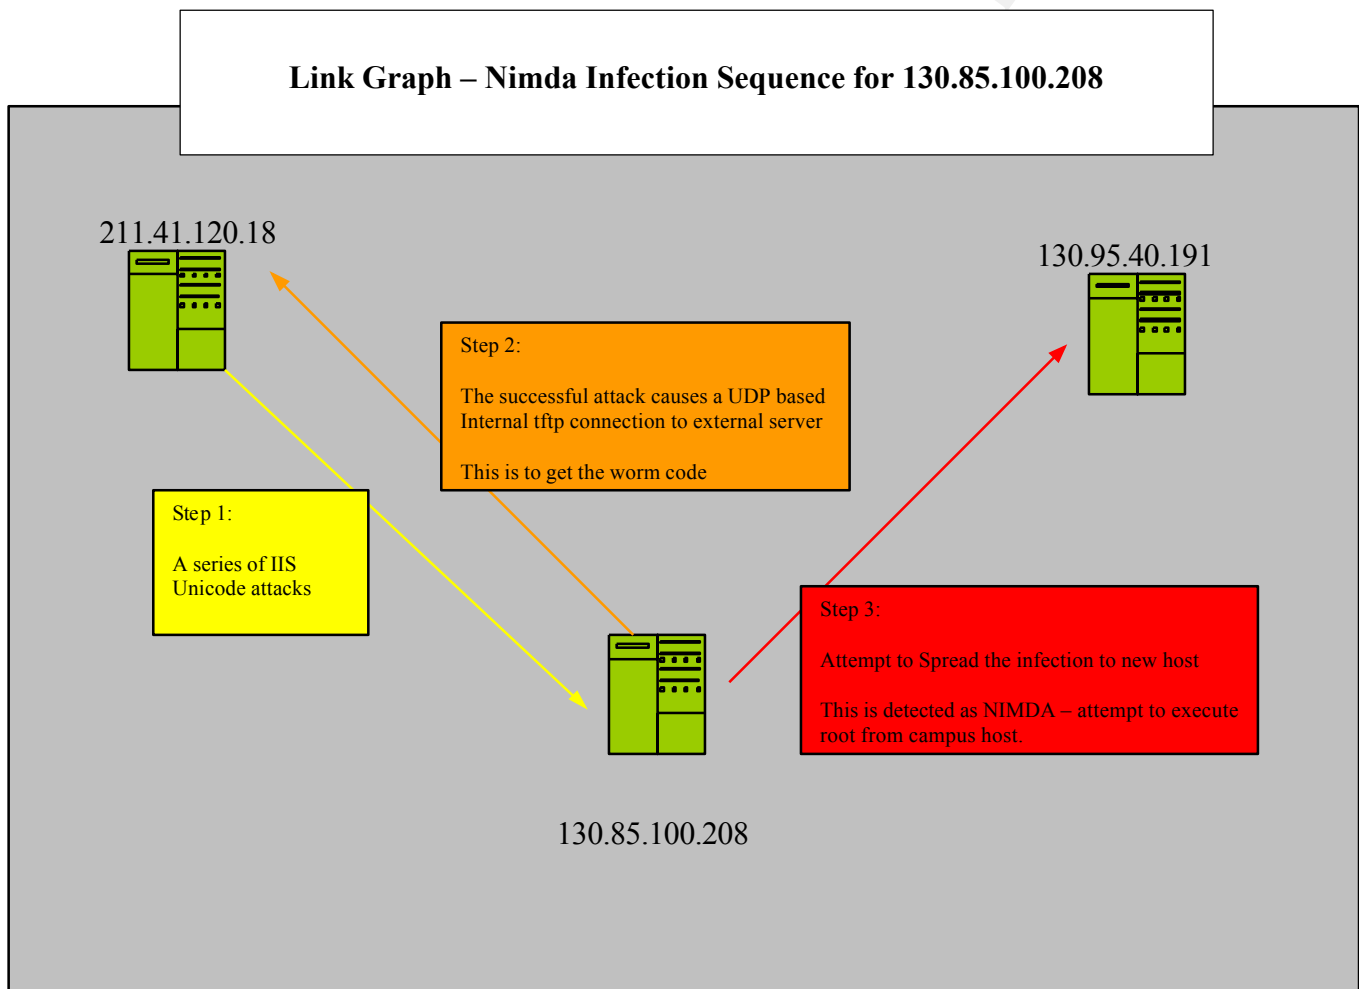 Link Graph – Nimda Infection Sequence for 130.85.100.208
211.41.120.18
130.95.40.191
Step 2:
The successful attack causes a UDP based
Internal tftp connection to external server
This is to get the worm code
Step 1:
A series of IIS
Unicode attacks
Step 3:
Attempt to Spread the infection to new host
This is detected as NIMDA – attempt to execute
root from campus host.
130.85.100.208